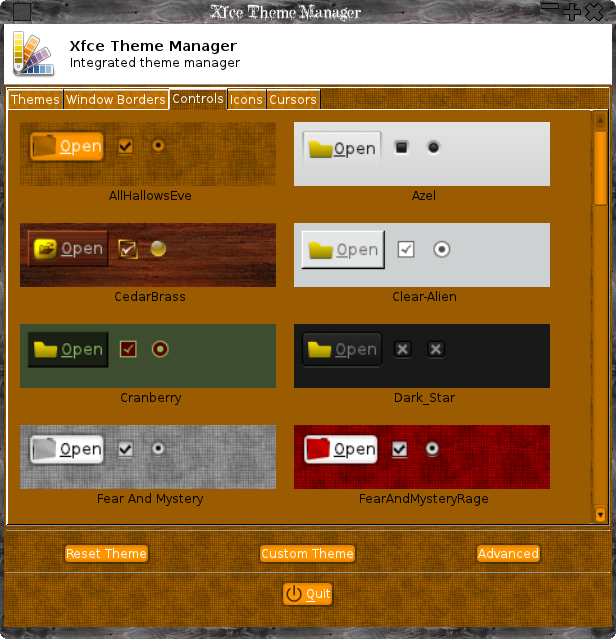 Xfce Theme Manager
Xfce Theme Manager
Integrated theme manager
Themes Window Borders Controls Icons Cursors
Open Open
AllHallowsEve Azel
Open Open
CedarBrass Clear-Alien
Open Open
Cranberry Dark_Star
Open Open
Fear And Mystery FearAndMysteryRage
Reset Theme Custom Theme Advanced
Quit